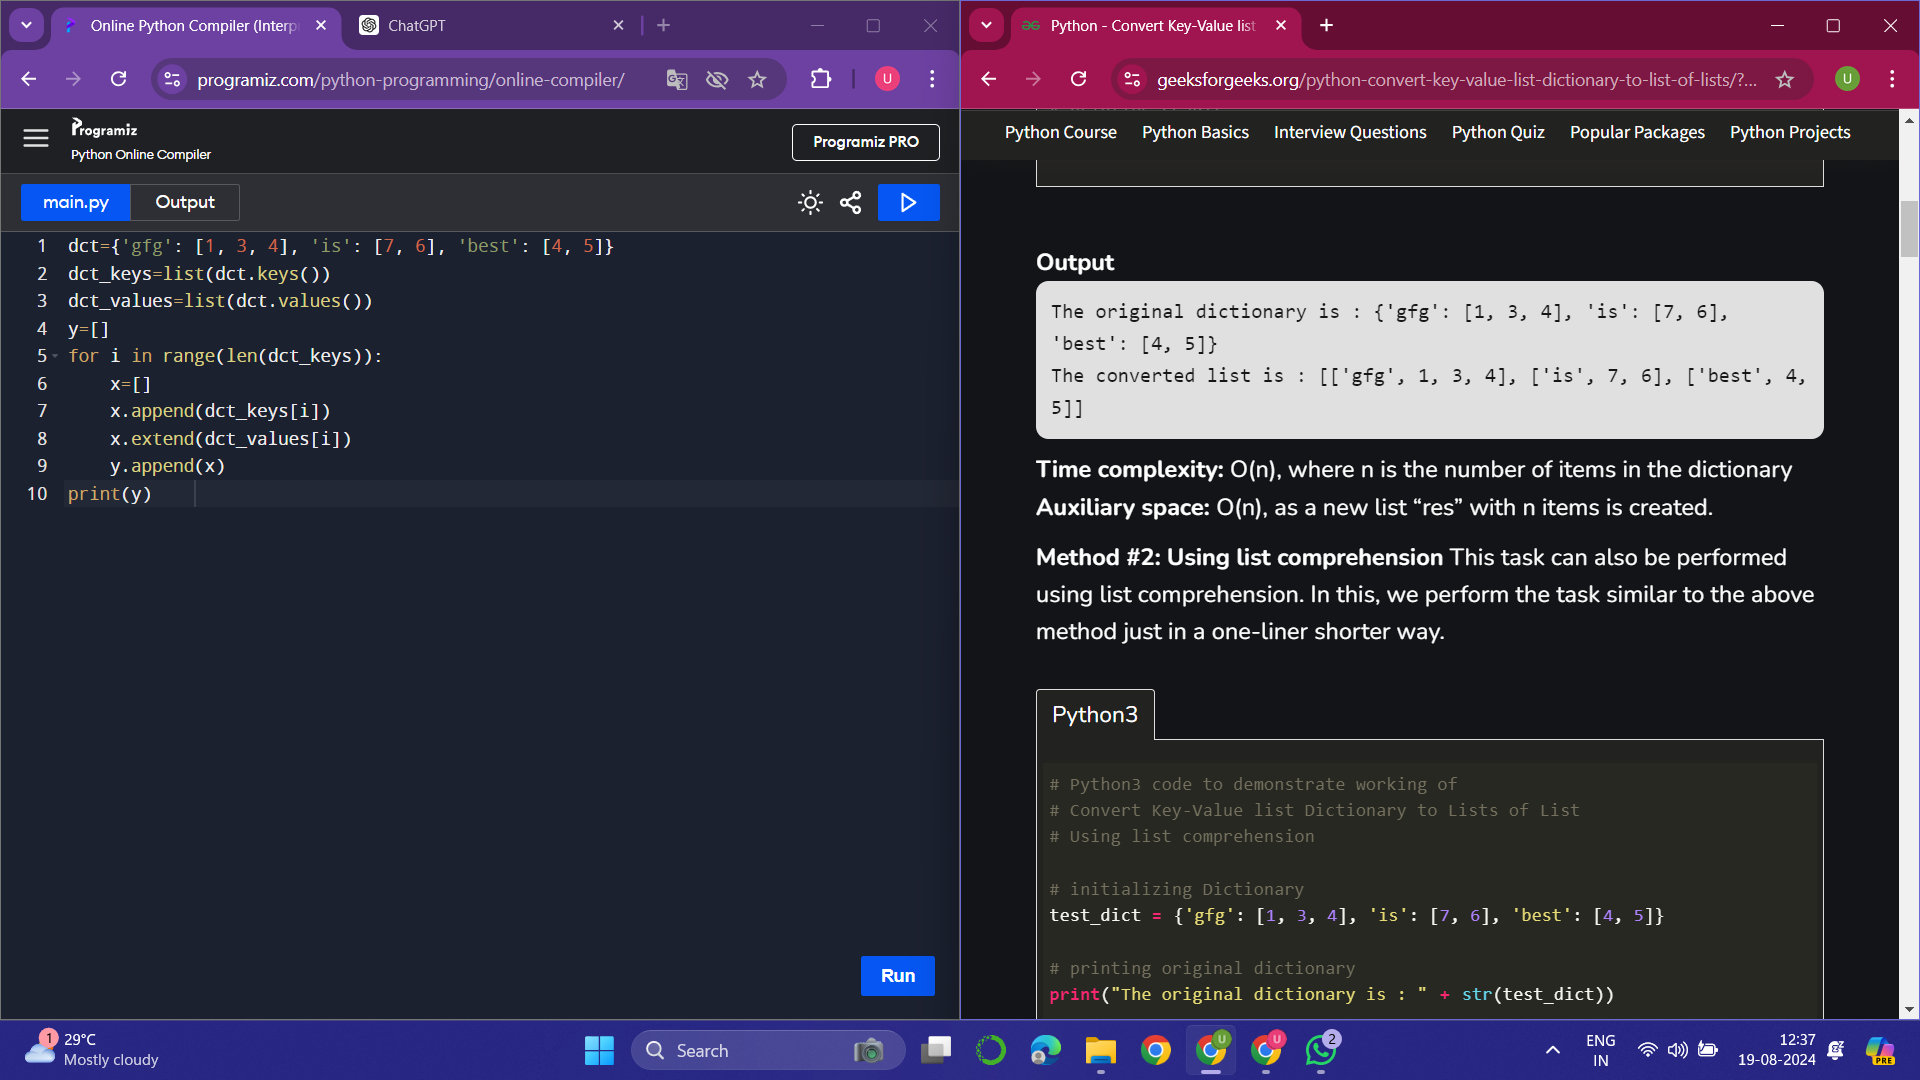 Online Python Compiler (Interp
ChatGPT
programiz.com/python-programming/online-compiler/
U
Programiz
Python Online Compiler
Programiz PRO
main.py
Output
1 dct={'gfg': [1, 3, 4], 'is': [7, 6], 'best': [4, 5]}
2 dct_keys=list(dct.keys())
3 dct_values=list(dct.values())
4 y=[]
5 for i in range(len(dct_keys)):
6     x=[]
7     x.append(dct_keys[i])
8     x.extend(dct_values[i])
9     y.append(x)
10 print(y)
Run
Python - Convert Key-Value list
geeksforgeeks.org/python-convert-key-value-list-dictionary-to-list-of-lists/?...
U
Python Course Python Basics Interview Questions Python Quiz Popular Packages Python Projects
Output
The original dictionary is : {'gfg': [1, 3, 4], 'is': [7, 6],
'best': [4, 5]}
The converted list is : [['gfg', 1, 3, 4], ['is', 7, 6], ['best', 4,
5]]
Time complexity: O(n), where n is the number of items in the dictionary
Auxiliary space: O(n), as a new list “res” with n items is created.
Method #2: Using list comprehension This task can also be performed
using list comprehension. In this, we perform the task similar to the above
method just in a one-liner shorter way.
Python3
# Python3 code to demonstrate working of
# Convert Key-Value list Dictionary to Lists of List
# Using list comprehension
# initializing Dictionary
test_dict = {'gfg': [1, 3, 4], 'is': [7, 6], 'best': [4, 5]}
# printing original dictionary
print("The original dictionary is : " + str(test_dict))
1
29°C
Mostly cloudy
Search
U
U
2
ENG
IN
12:37
19-08-2024
PRE